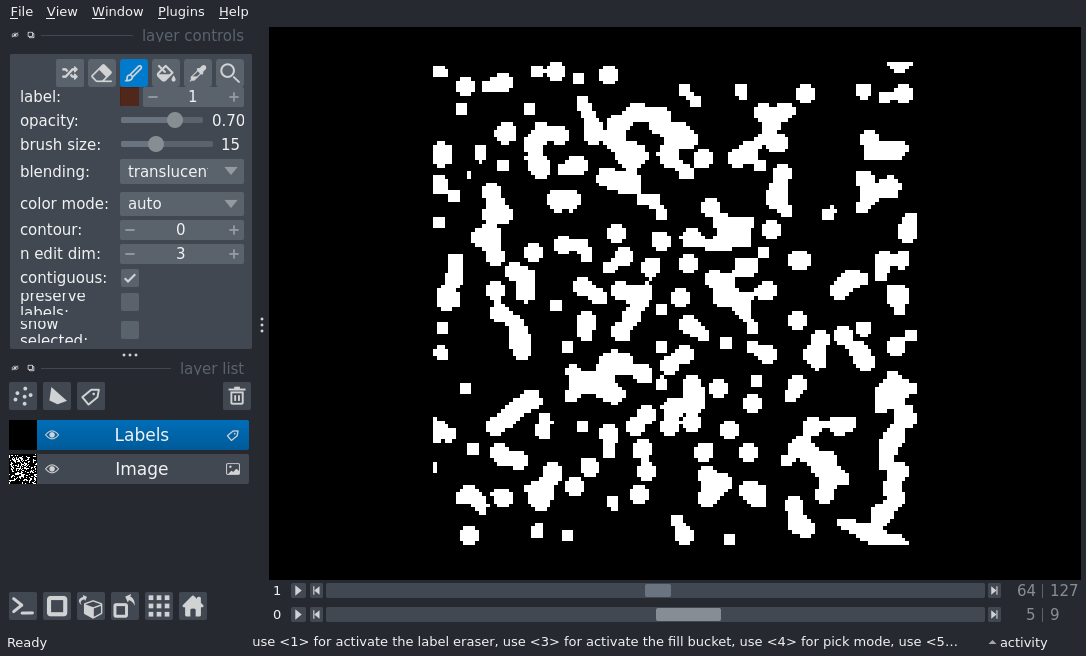 File View Window Plugins Help
layer controls
label: 1
opacity: 0.70
brush size: 15
blending: translucen
color mode: auto
contour: 0
n edit dim: 3
contiguous:
preserve
labels:
show
selected:
layer list
Labels
Image
1 64 127
0 5 9
Ready use <1> for activate the label eraser, use <3> for activate the fill bucket, use <4> for pick mode, use <5... activity